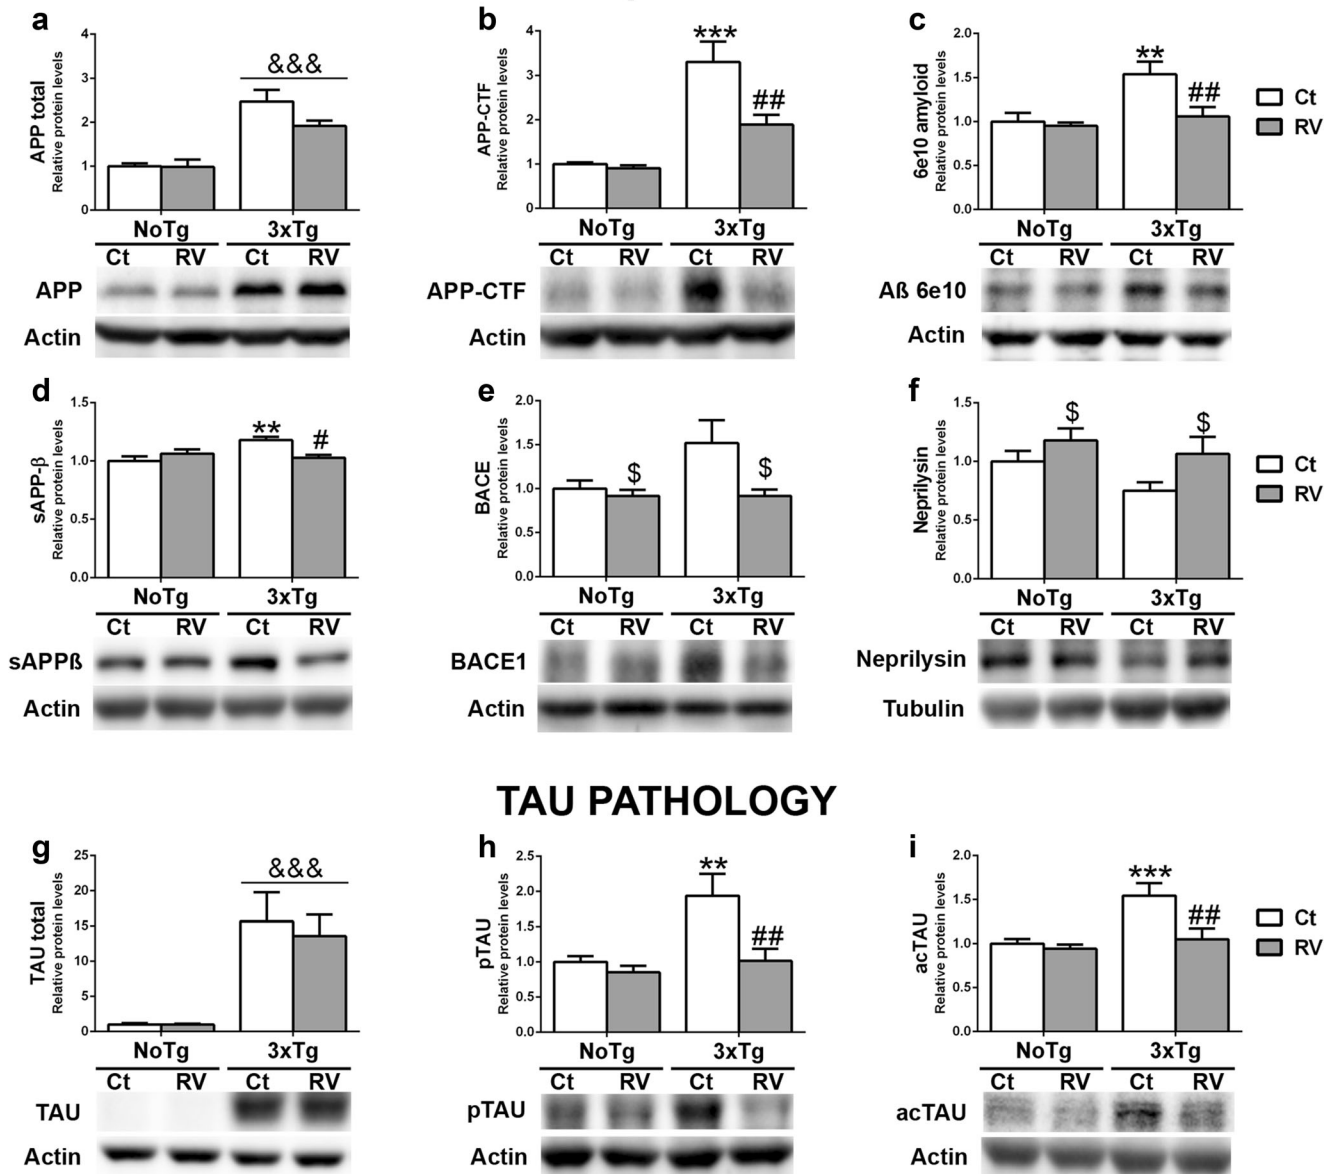 a
APP total
Relative protein levels
4
3
2
1
0
&&&
NoTg 3xTg
Ct RV Ct RV
APP
Actin
b
APP-CTF
Relative protein levels
4
3
2
1
0
***
##
NoTg 3xTg
Ct RV Ct RV
APP-CTF
Actin
c
6e10 amyloid
Relative protein levels
2.0
1.5
1.0
0.5
0.0
**
##
Ct
RV
NoTg 3xTg
Ct RV Ct RV
Aß 6e10
Actin
d
sAPP-β
Relative protein levels
1.5
1.0
0.5
0.0
**
#
NoTg 3xTg
Ct RV Ct RV
sAPPß
Actin
e
BACE
Relative protein levels
2.0
1.5
1.0
0.5
0.0
$
$
NoTg 3xTg
Ct RV Ct RV
BACE1
Actin
f
Neprilysin
Relative protein levels
1.5
1.0
0.5
0.0
$
$
Ct
RV
NoTg 3xTg
Ct RV Ct RV
Neprilysin
Tubulin
TAU PATHOLOGY
g
TAU total
Relative protein levels
25
20
15
10
5
0
&&&
NoTg 3xTg
Ct RV Ct RV
TAU
Actin
h
pTAU
Relative protein levels
2.5
2.0
1.5
1.0
0.5
0.0
**
##
NoTg 3xTg
Ct RV Ct RV
pTAU
Actin
i
acTAU
Relative protein levels
2.0
1.5
1.0
0.5
0.0
***
##
Ct
RV
NoTg 3xTg
Ct RV Ct RV
acTAU
Actin